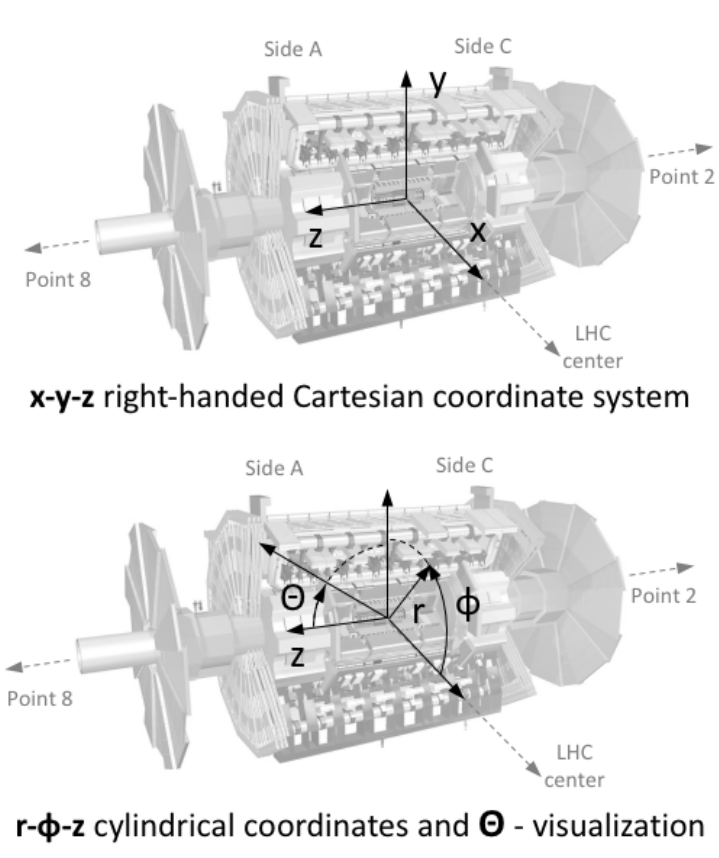 Side A
Side C
y
Point 2
z
x
Point 8
LHC
center
x-y-z right-handed Cartesian coordinate system
Side A
Side C
Θ
r
ϕ
Point 2
z
Point 8
LHC
center
r-ϕ-z cylindrical coordinates and Θ - visualization